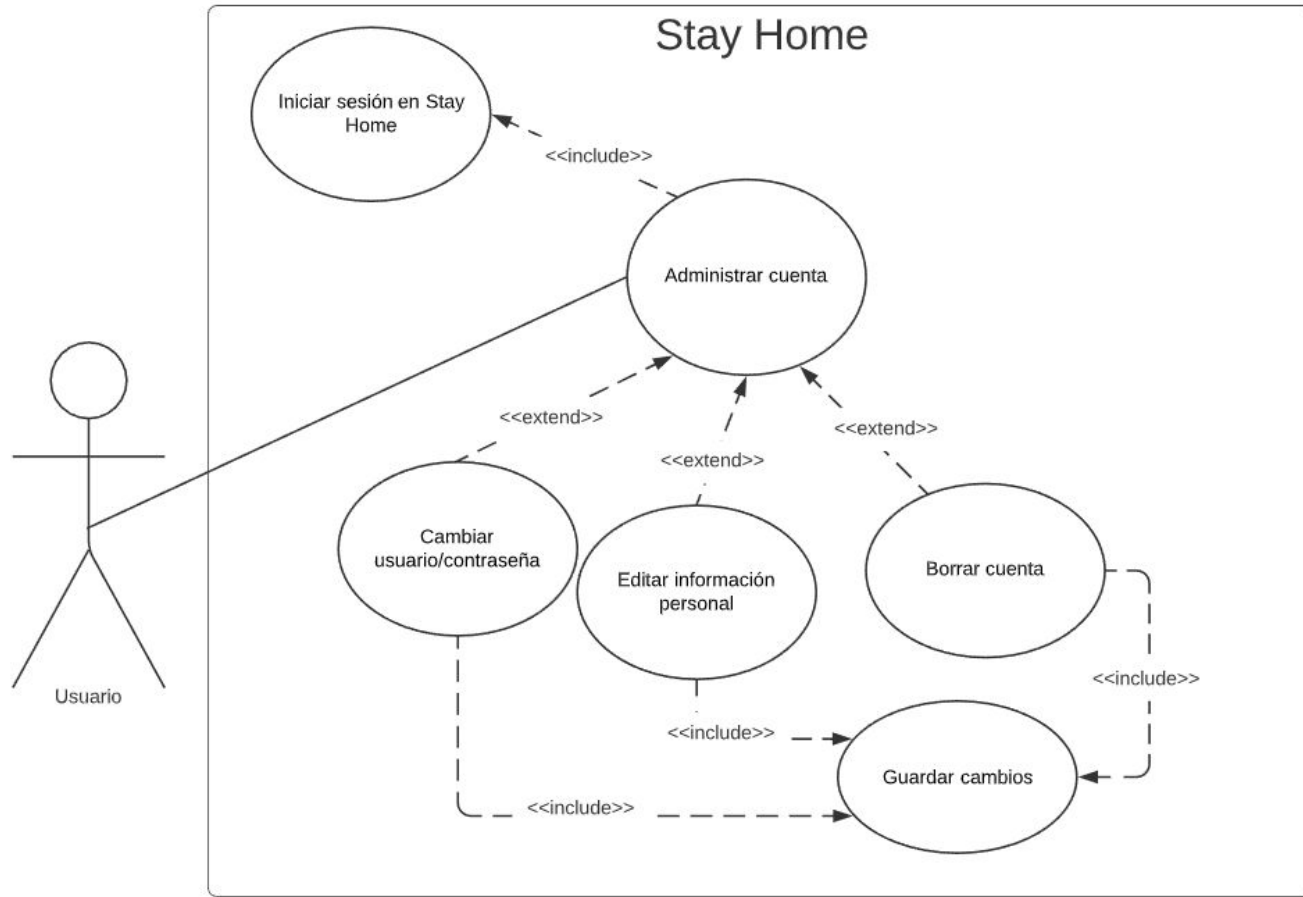 Stay Home
Iniciar sesión en Stay
Home
<<include>>
Administrar cuenta
<<extend>>
<<extend>>
<<extend>>
Cambiar
usuario/contraseña
Editar información
personal
Borrar cuenta
Usuario
<<include>>
<<include>>
Guardar cambios
<<include>>